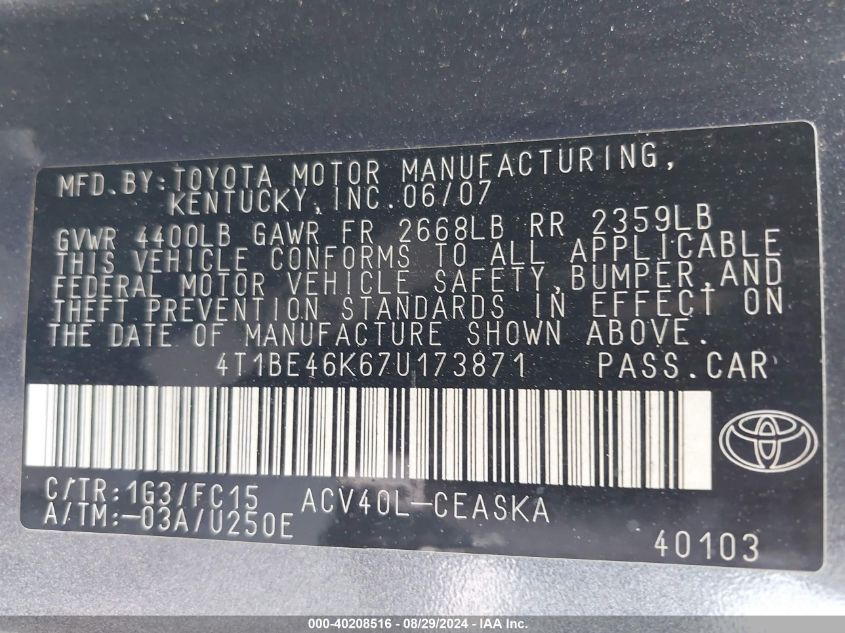 MFD.BY:TOYOTA MOTOR MANUFACTURING,
KENTUCKY,INC.06/07
GVWR 4400LB GAWR FR 2668LB RR 2359LB
THIS VEHICLE CONFORMS TO ALL APPLICABLE
FEDERAL MOTOR VEHICLE SAFETY,BUMPER,AND
THEFT PREVENTION STANDARDS IN EFFECT ON
THE DATE OF MANUFACTURE SHOWN ABOVE.
4T1BE46K67U173871 PASS.CAR
C/TR:1G3/FC15 ACV40L-CEASKA
A/TM:-03A/U250E
40103
000-40208516 - 08/29/2024 - IAA Inc.